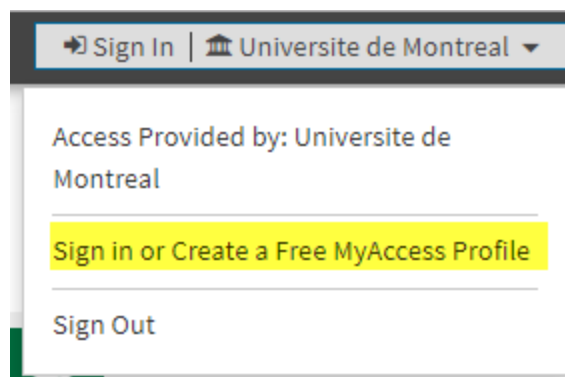 Sign In | Universite de Montreal
Access Provided by: Universite de
Montreal
Sign in or Create a Free MyAccess Profile
Sign Out